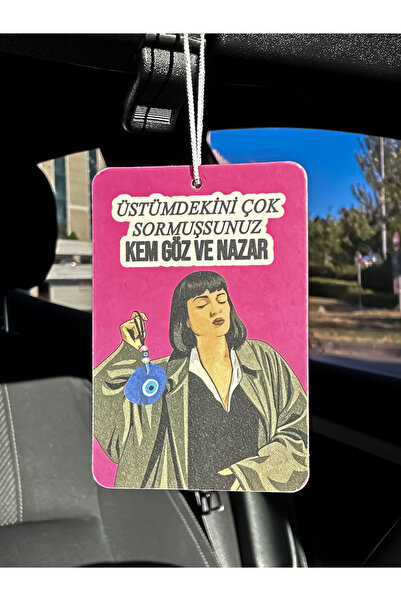 ÜSTÜMDEKİNİ ÇOK
SORMUŞSUNUZ
KEM GÖZ VE NAZAR